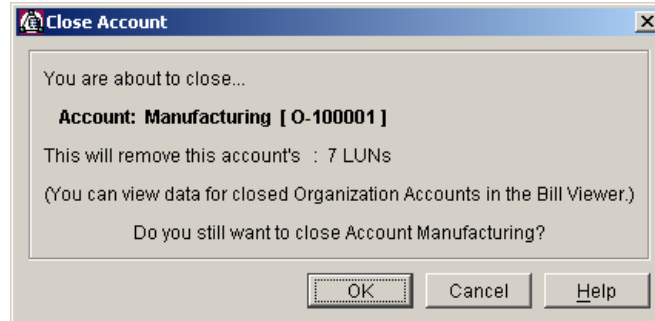 Close Account
You are about to close...
Account: Manufacturing [ O-100001 ]
This will remove this account's : 7 LUNs
(You can view data for closed Organization Accounts in the Bill Viewer.)
Do you still want to close Account Manufacturing?
OK Cancel Help